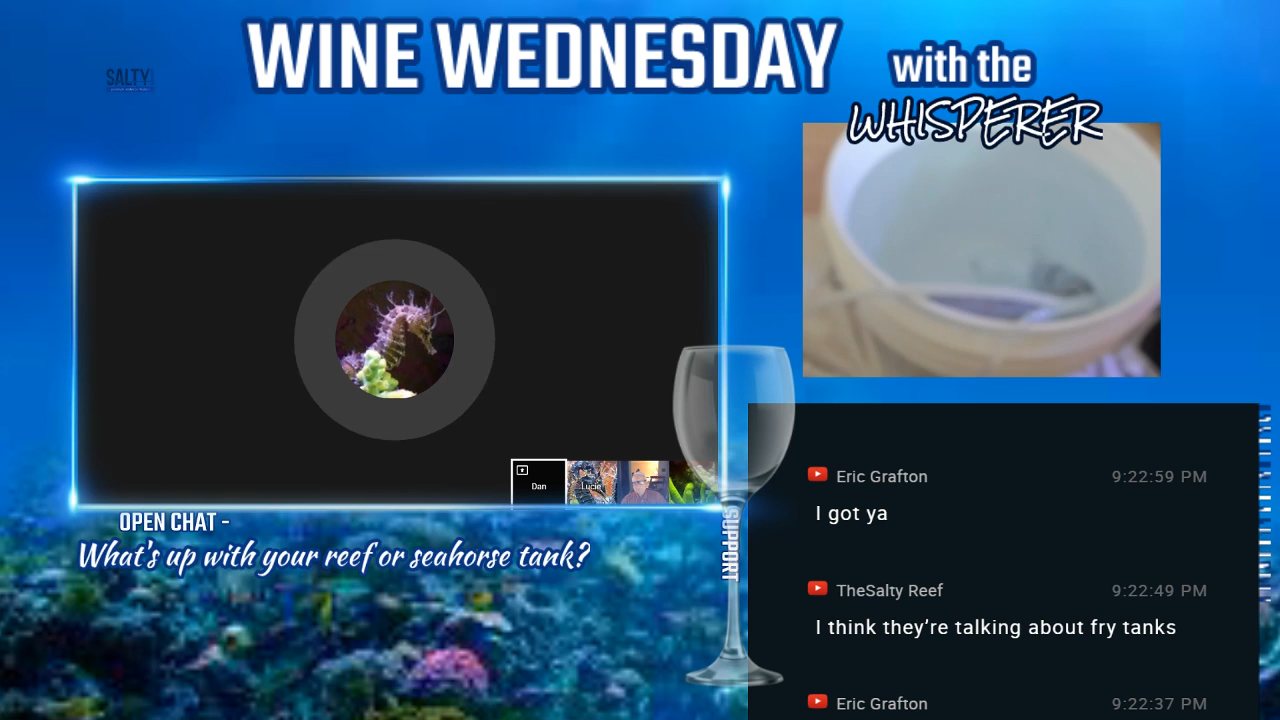 WINE WEDNESDAY
with the
WHISPERER
SALTY
Dan
Lucie
OPEN CHAT -
What's up with your reef or seahorse tank?
SUPPORT
Eric Grafton 9:22:59 PM
I got ya
TheSalty Reef 9:22:49 PM
I think they’re talking about fry tanks
Eric Grafton 9:22:37 PM